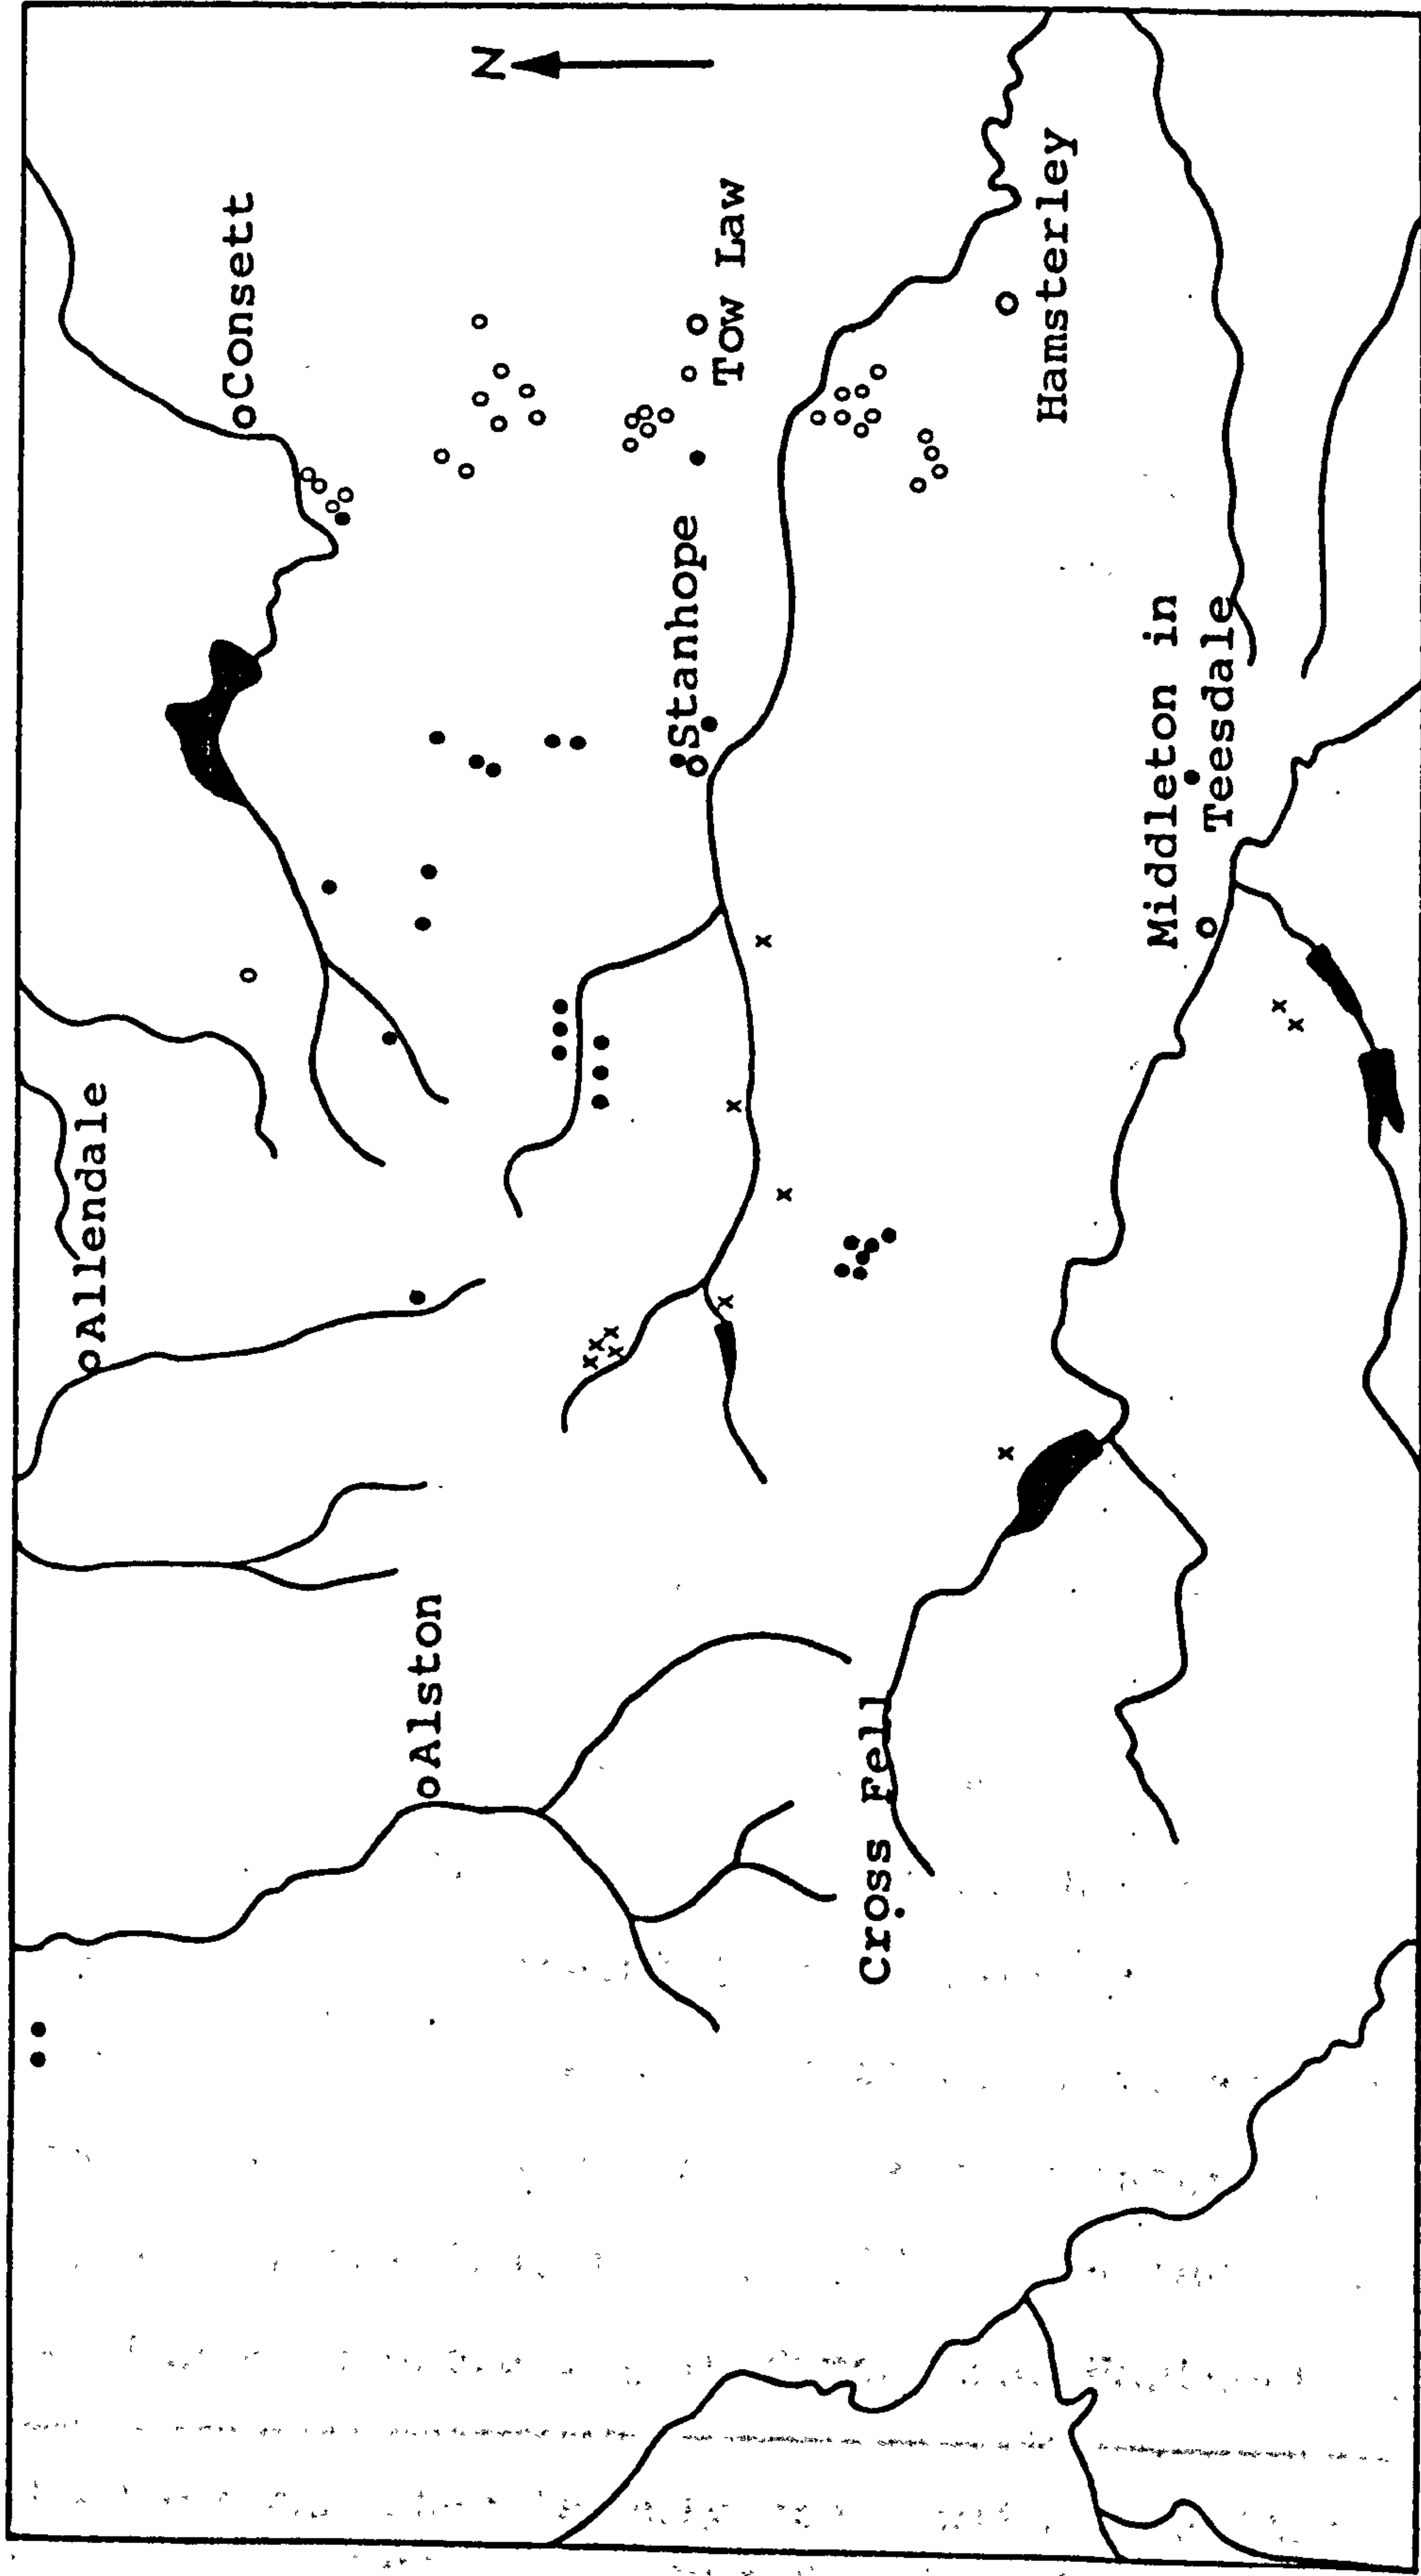 N
Consett
Allendale
Alston
Tow Law
Stanhope
Cross Fell
Hamsterley
Middleton in
Teesdale